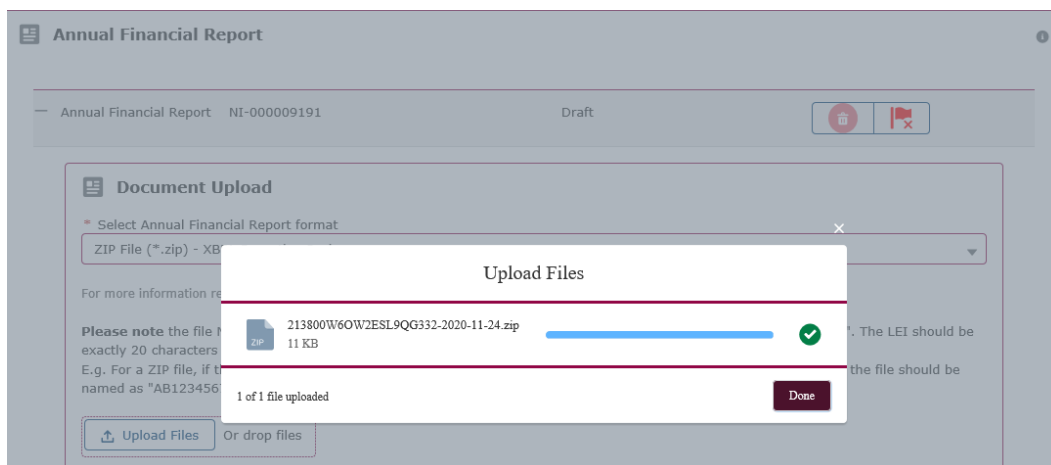 Annual Financial Report
Annual Financial Report NI-000009191 Draft
Document Upload
* Select Annual Financial Report format
ZIP File (*.zip) - XB
For more information re
Please note the file ". The LEI should be
exactly 20 characters
E.g. For a ZIP file, if the file should be
named as "AB123456
Upload Files
ZIP
213800W6OW2ESL9QG332-2020-11-24.zip
11 KB
1 of 1 file uploaded
Done
Upload Files Or drop files